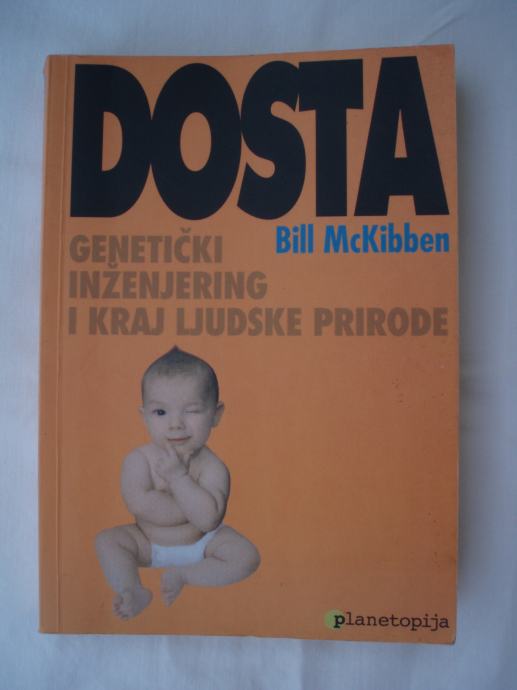 DOSTA
Bill McKibben
GENETIČKI
INŽENJERING
I KRAJ LJUDSKE PRIRODE
planetopija